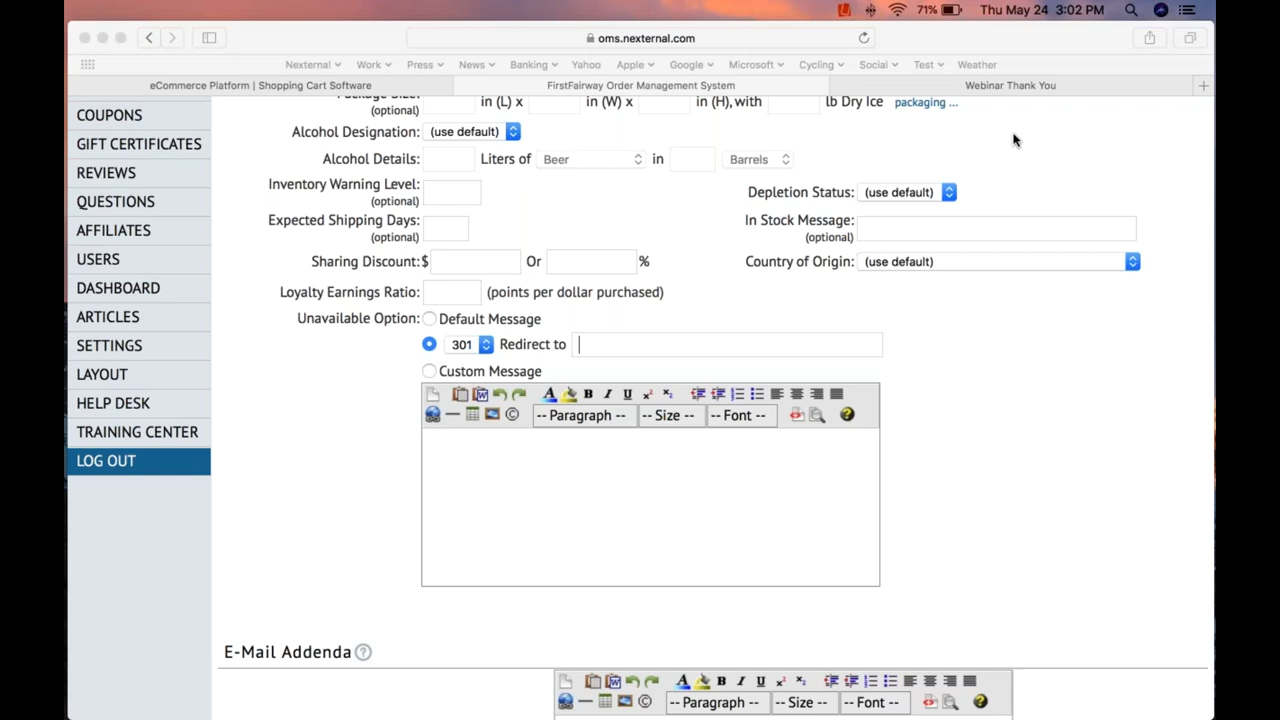 71% Thu May 24 3:02 PM
oms.nexternal.com
Nexternal Work Press News Banking Yahoo Apple Google Microsoft Cycling Social Test Weather
eCommerce Platform | Shopping Cart Software FirstFairway Order Management System Webinar Thank You +
COUPONS
GIFT CERTIFICATES
REVIEWS
QUESTIONS
AFFILIATES
USERS
DASHBOARD
ARTICLES
SETTINGS
LAYOUT
HELP DESK
TRAINING CENTER
LOG OUT
Package Size: in (L) x in (W) x in (H), with lb Dry Ice packaging ...
(optional)
Alcohol Designation: (use default)
Alcohol Details: Liters of Beer in Barrels
Inventory Warning Level: Depletion Status: (use default)
(optional)
Expected Shipping Days: In Stock Message:
(optional) (optional)
Sharing Discount: $ Or % Country of Origin: (use default)
Loyalty Earnings Ratio: (points per dollar purchased)
Unavailable Option: Default Message
301 Redirect to
Custom Message
A B I U x² x₂
© -- Paragraph -- -- Size -- -- Font -- ?
E-Mail Addenda ?
A B I U x² x₂
© -- Paragraph -- -- Size -- -- Font -- ?